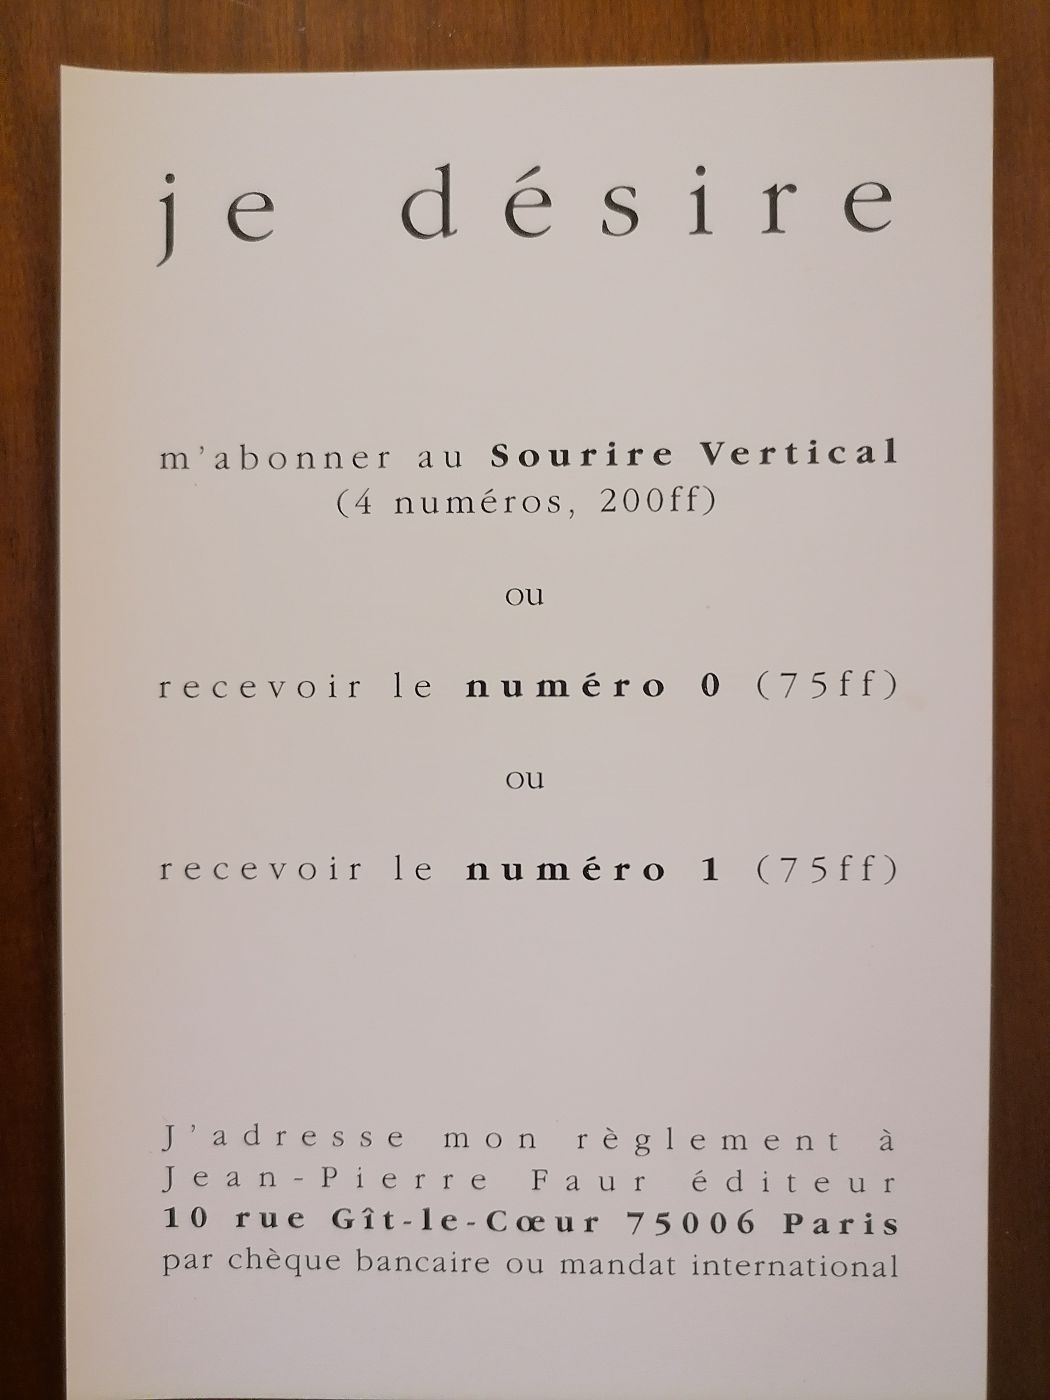 je désire
m'abonner au Sourire Vertical
(4 numéros, 200ff)
ou
recevoir le numéro 0 (75ff)
ou
recevoir le numéro 1 (75ff)
J'adresse mon règlement à
Jean-Pierre Faur éditeur
10 rue Gît-le-Cœur 75006 Paris
par chèque bancaire ou mandat international